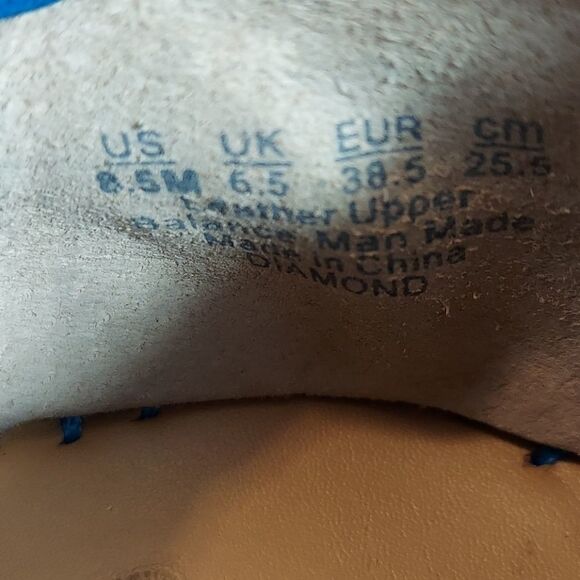 US UK EUR cm
8.5M 6.5 38.5 25.5
Leather Upper
Balance Man Made
Made in China
DIAMOND